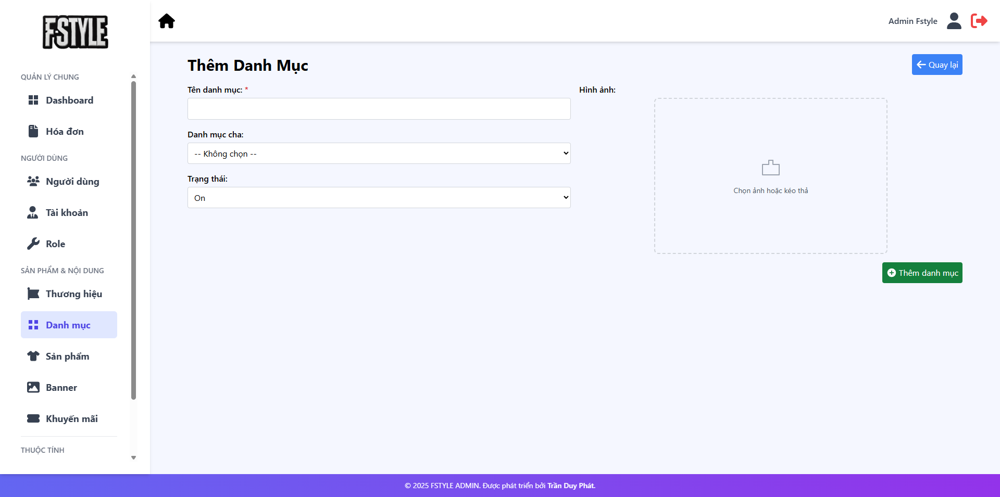 FSTYLE
Admin Fstyle
QUẢN LÝ CHUNG
Dashboard
Hóa đơn
NGƯỜI DÙNG
Người dùng
Tài khoản
Role
SẢN PHẨM & NỘI DUNG
Thương hiệu
Danh mục
Sản phẩm
Banner
Khuyến mãi
THUỘC TÍNH
Thêm Danh Mục
Quay lại
Tên danh mục: *
Danh mục cha:
-- Không chọn --
Trạng thái:
On
Hình ảnh:
Chọn ảnh hoặc kéo thả
Thêm danh mục
© 2025 FSTYLE ADMIN. Được phát triển bởi Trần Duy Phát.